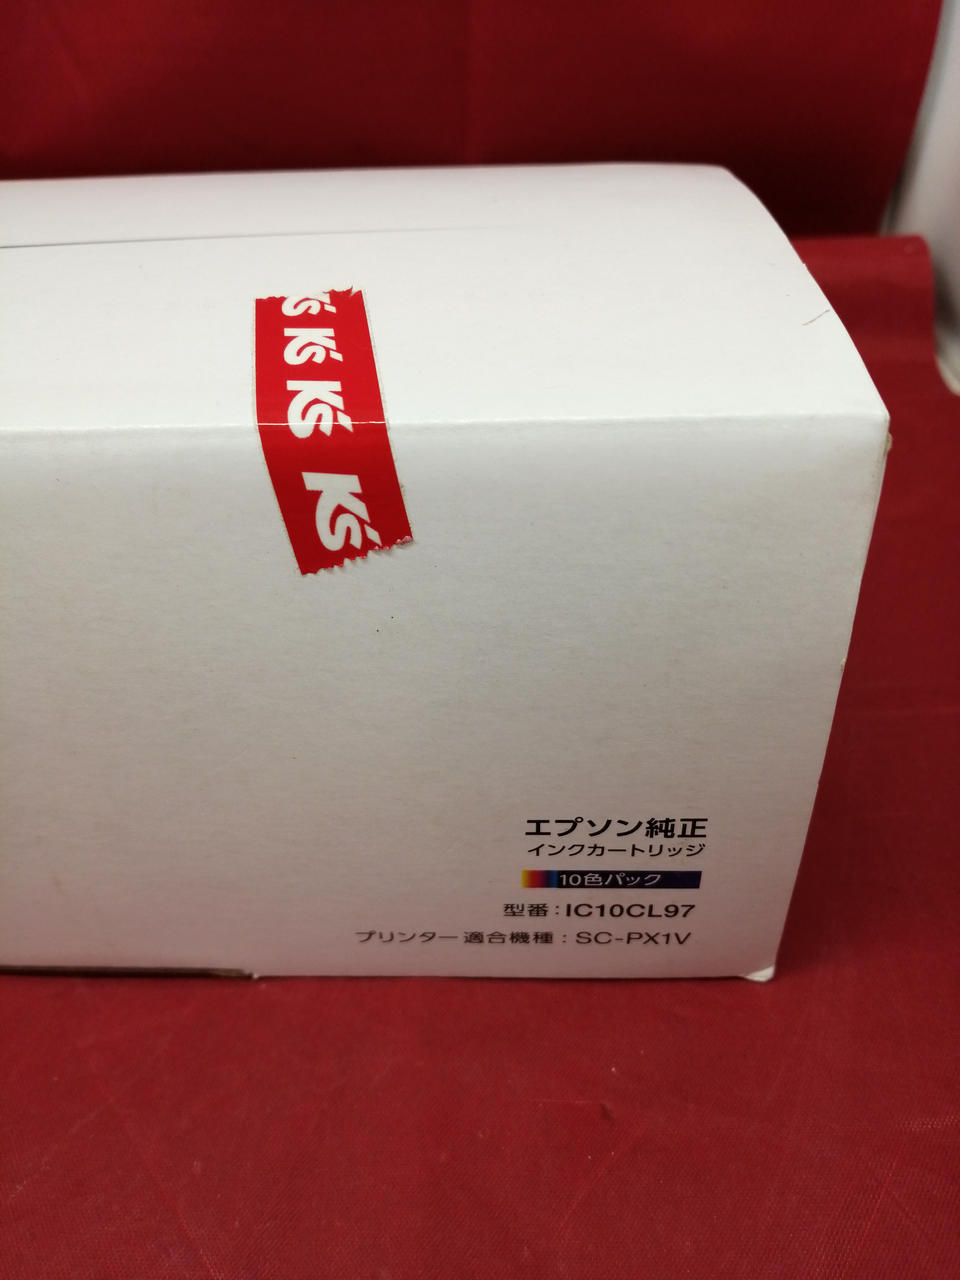 K's
K's
K's
K's
エプソン純正
インクカートリッジ
10色パック
型番：IC10CL97
プリンター適合機種：SC-PX1V